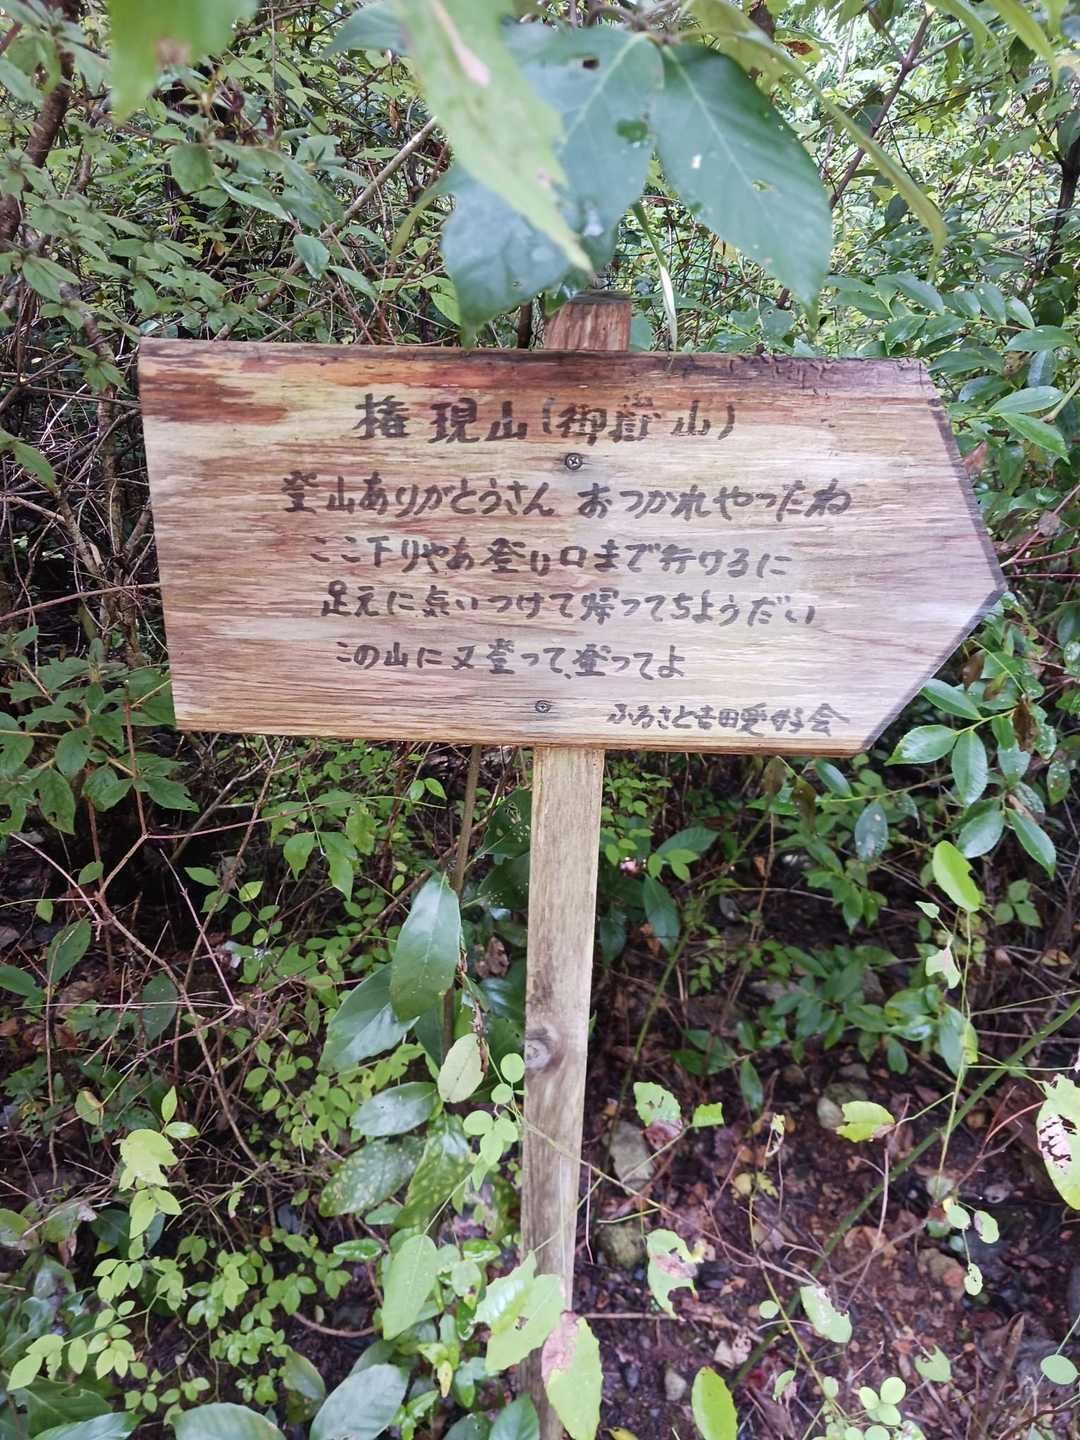 権現山(御嶽山)
登山ありがとうさん おつかれやったね
ここ下りやあ登り口まで行けるに
足元に気いつけて帰ってちょうだい
この山に又登って、登ってよ
ふるさと吉田愛好会